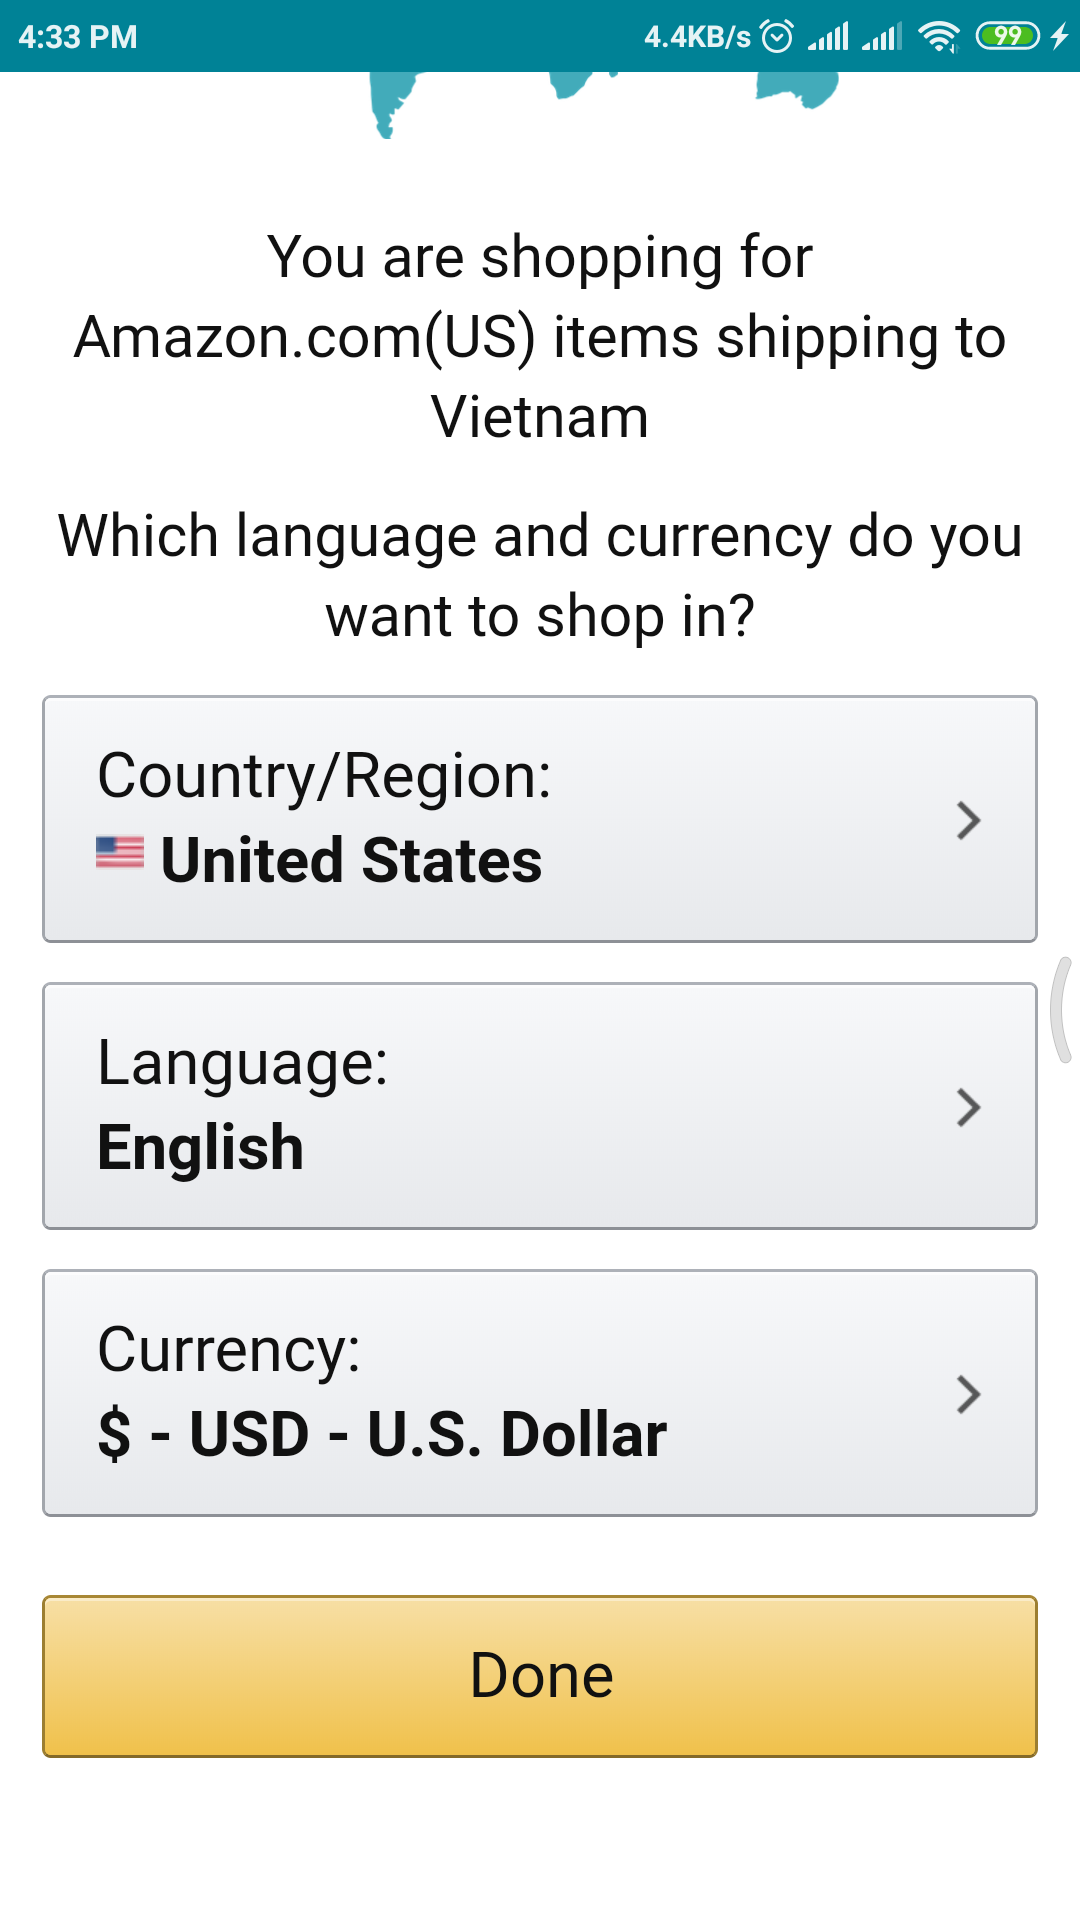 4:33 PM 4.4KB/s 99
You are shopping for
Amazon.com(US) items shipping to
Vietnam
Which language and currency do you
want to shop in?
Country/Region:
United States
Language:
English
Currency:
$ - USD - U.S. Dollar
Done